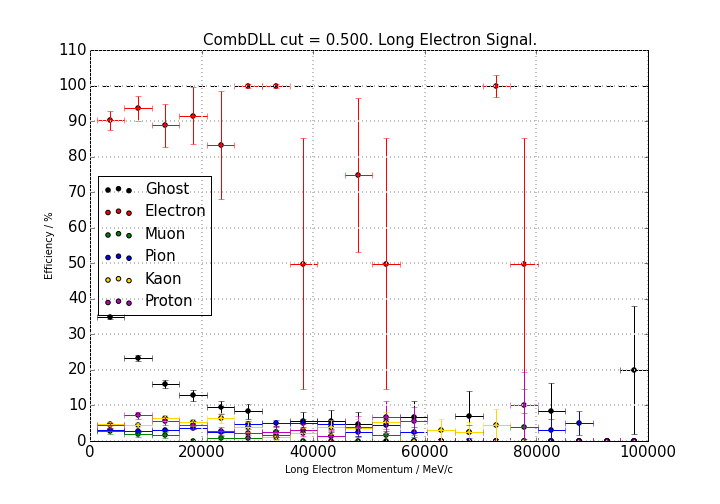 CombDLL cut = 0.500. Long Electron Signal.
110
100
90
80
70
60
50
40
30
20
10
0
Efficiency / %
Ghost
Electron
Muon
Pion
Kaon
Proton
0 20000 40000 60000 80000 100000
Long Electron Momentum / MeV/c